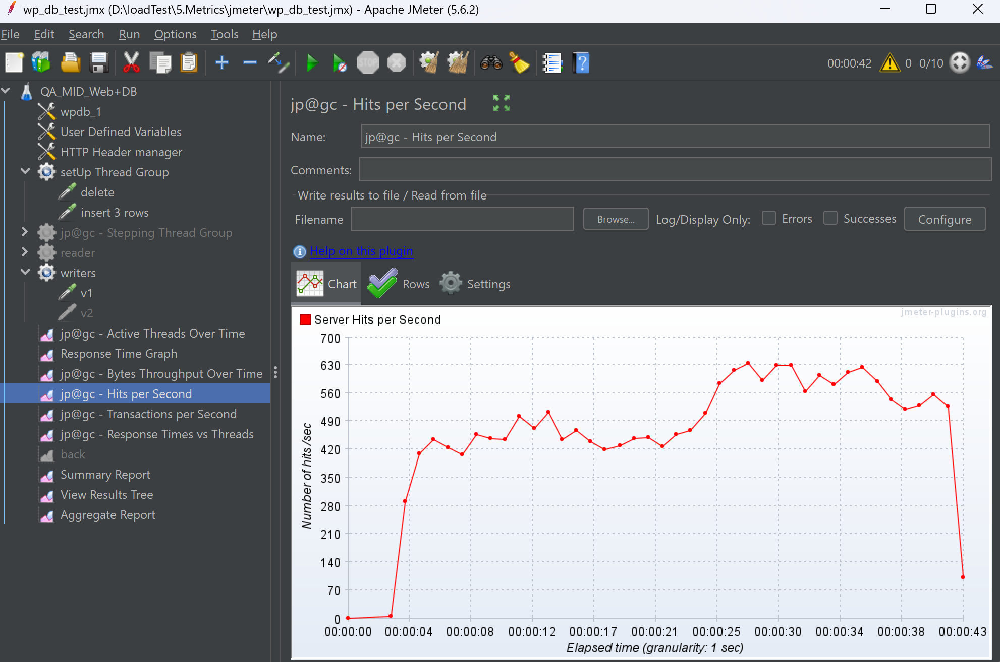 wp_db_test.jmx (D:\loadTest\5.Metrics\jmeter\wp_db_test.jmx) - Apache JMeter (5.6.2)
File Edit Search Run Options Tools Help
STOP
00:00:42 0 0/10
QA_MID_Web+DB
wpdb_1
User Defined Variables
HTTP Header manager
setUp Thread Group
delete
insert 3 rows
jp@gc - Stepping Thread Group
reader
writers
v1
v2
jp@gc - Active Threads Over Time
Response Time Graph
jp@gc - Bytes Throughput Over Time
jp@gc - Hits per Second
jp@gc - Transactions per Second
jp@gc - Response Times vs Threads
back
Summary Report
View Results Tree
Aggregate Report
jp@gc - Hits per Second
Name: jp@gc - Hits per Second
Comments:
Write results to file / Read from file
Filename Browse... Log/Display Only: Errors Successes Configure
Help on this plugin
Chart Rows Settings
jmeter-plugins.org
Server Hits per Second
700
630
560
490
420
350
280
210
140
70
0
Number of hits /sec
00:00:00 00:00:04 00:00:08 00:00:12 00:00:17 00:00:21 00:00:25 00:00:30 00:00:34 00:00:38 00:00:43
Elapsed time (granularity: 1 sec)